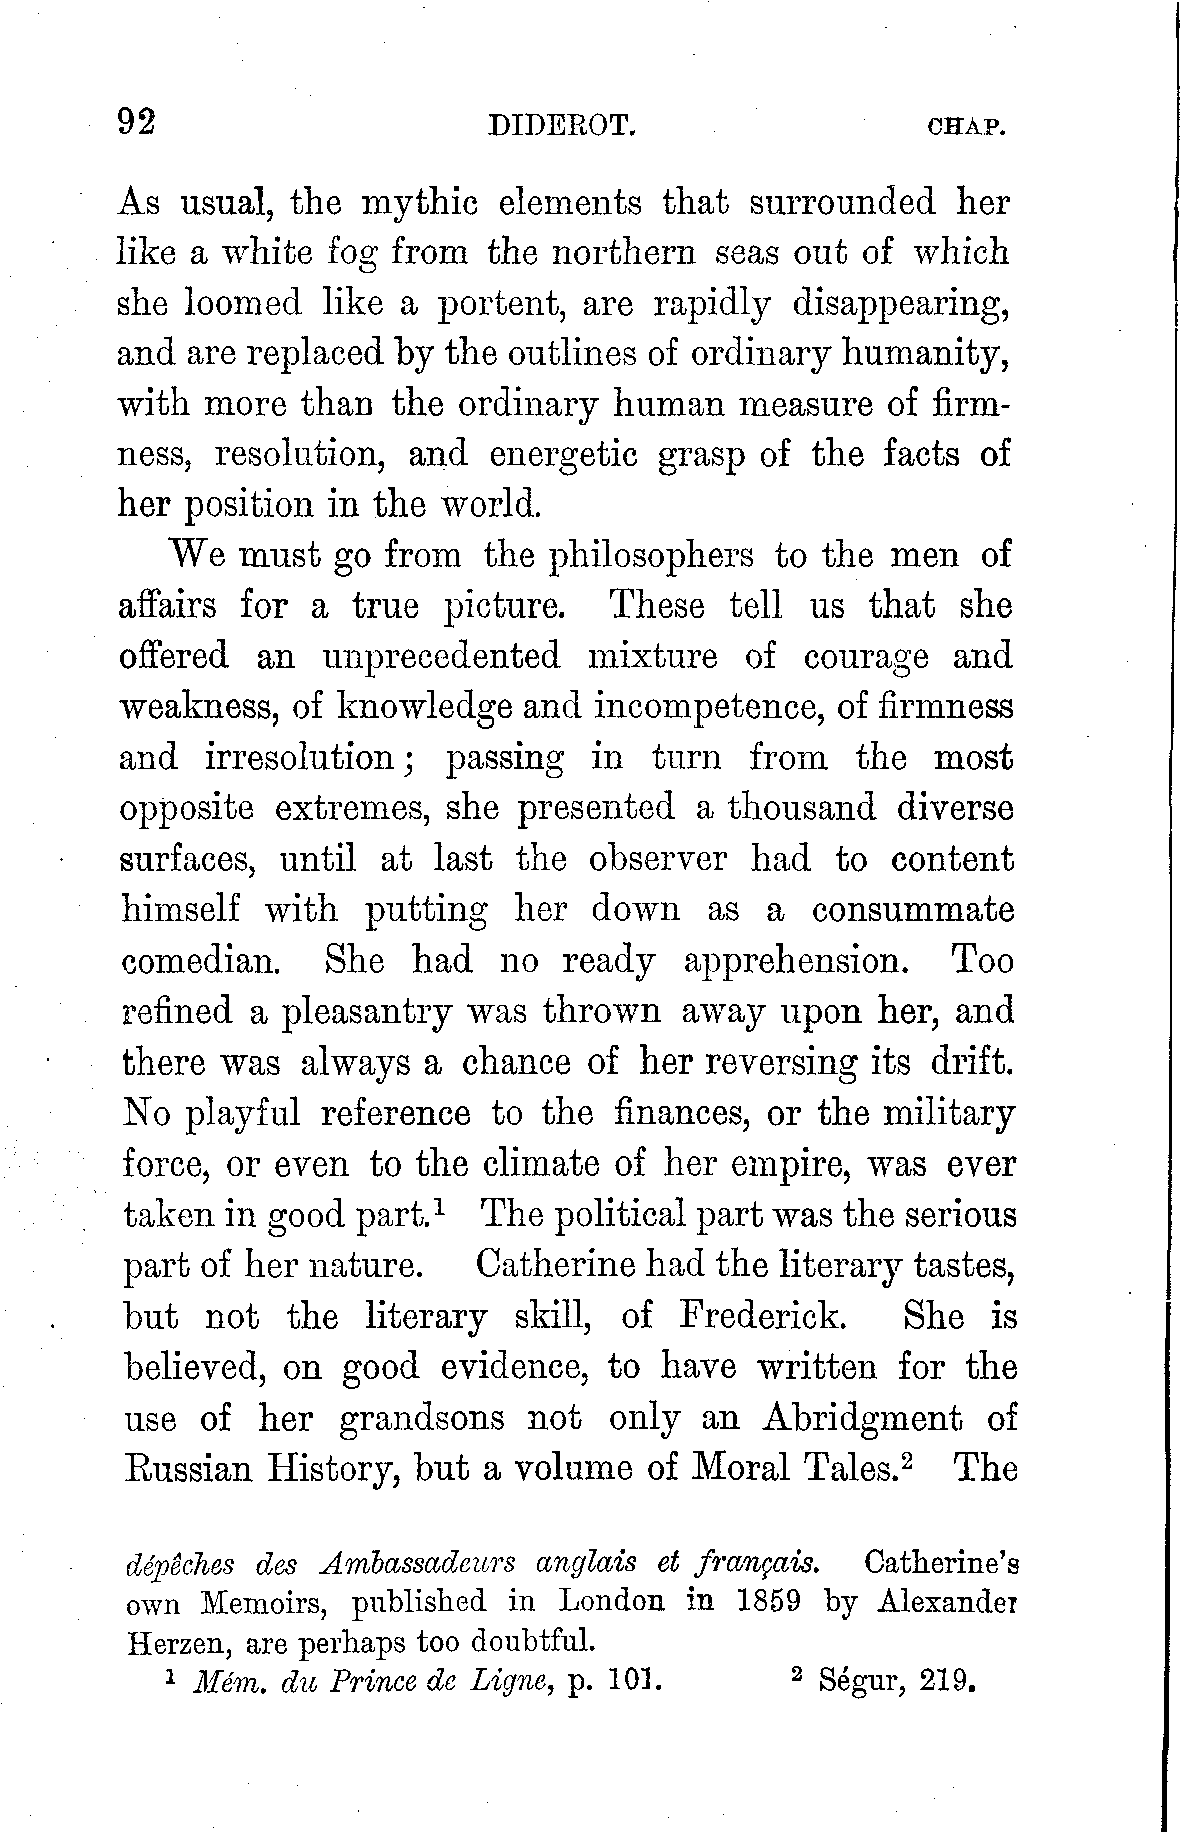 92 DIDEROT. CHAP.
As usual, the mythic elements that surrounded her
like a white fog from the northern seas out of which
she loomed like a portent, are rapidly disappearing,
and are replaced by the outlines of ordinary humanity,
with more than the ordinary human measure of firm-
ness, resolution, and energetic grasp of the facts of
her position in the world.
We must go from the philosophers to the men of
affairs for a true picture. These tell us that she
offered an unprecedented mixture of courage and
weakness, of knowledge and incompetence, of firmness
and irresolution; passing in turn from the most
opposite extremes, she presented a thousand diverse
surfaces, until at last the observer had to content
himself with putting her down as a consummate
comedian. She had no ready apprehension. Too
refined a pleasantry was thrown away upon her, and
there was always a chance of her reversing its drift.
No playful reference to the finances, or the military
force, or even to the climate of her empire, was ever
taken in good part.¹ The political part was the serious
part of her nature. Catherine had the literary tastes,
but not the literary skill, of Frederick. She is
believed, on good evidence, to have written for the
use of her grandsons not only an Abridgment of
Russian History, but a volume of Moral Tales.² The
dépêches des Ambassadeurs anglais et français. Catherine's
own Memoirs, published in London in 1859 by Alexander
Herzen, are perhaps too doubtful.
¹ Mém. du Prince de Ligne, p. 101. ² Ségur, 219.